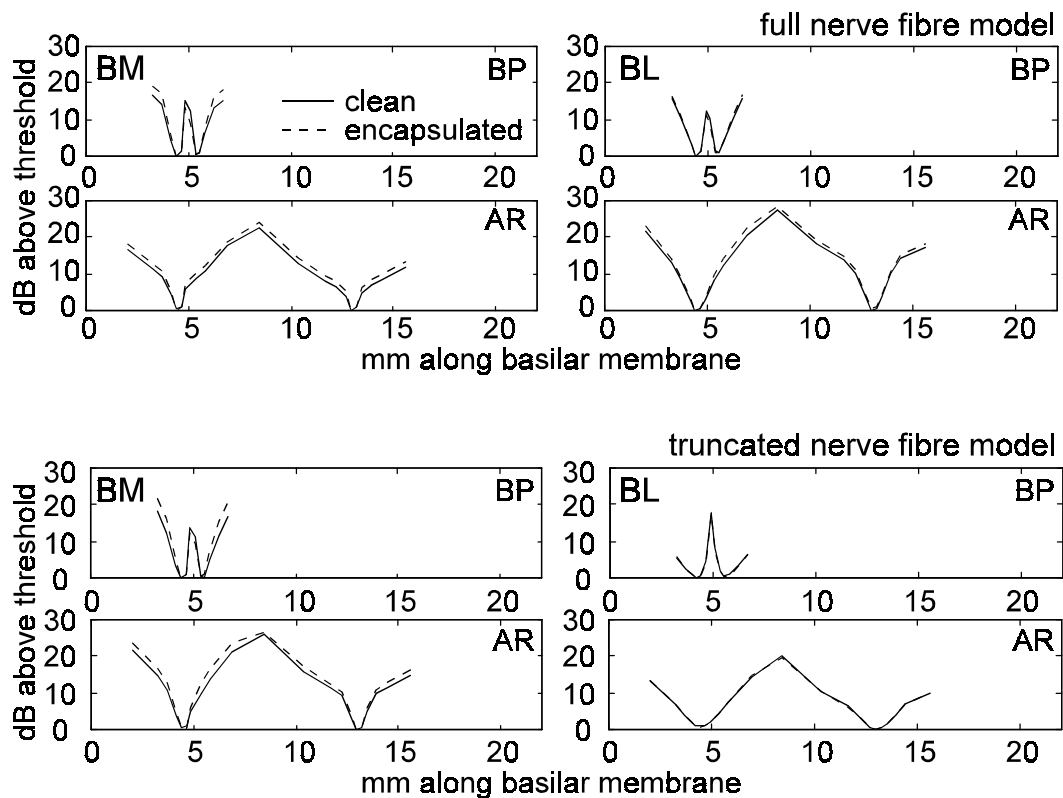 full nerve fibre model
30
20
10
0
BM
BP
clean
encapsulated
0 5 10 15 20
30
20
10
0
BL
BP
0 5 10 15 20
dB above threshold
30
20
10
0
AR
0 5 10 15 20
30
20
10
0
AR
0 5 10 15 20
mm along basilar membrane
truncated nerve fibre model
30
20
10
0
BM
BP
0 5 10 15 20
30
20
10
0
BL
BP
0 5 10 15 20
dB above threshold
30
20
10
0
AR
0 5 10 15 20
30
20
10
0
AR
0 5 10 15 20
mm along basilar membrane